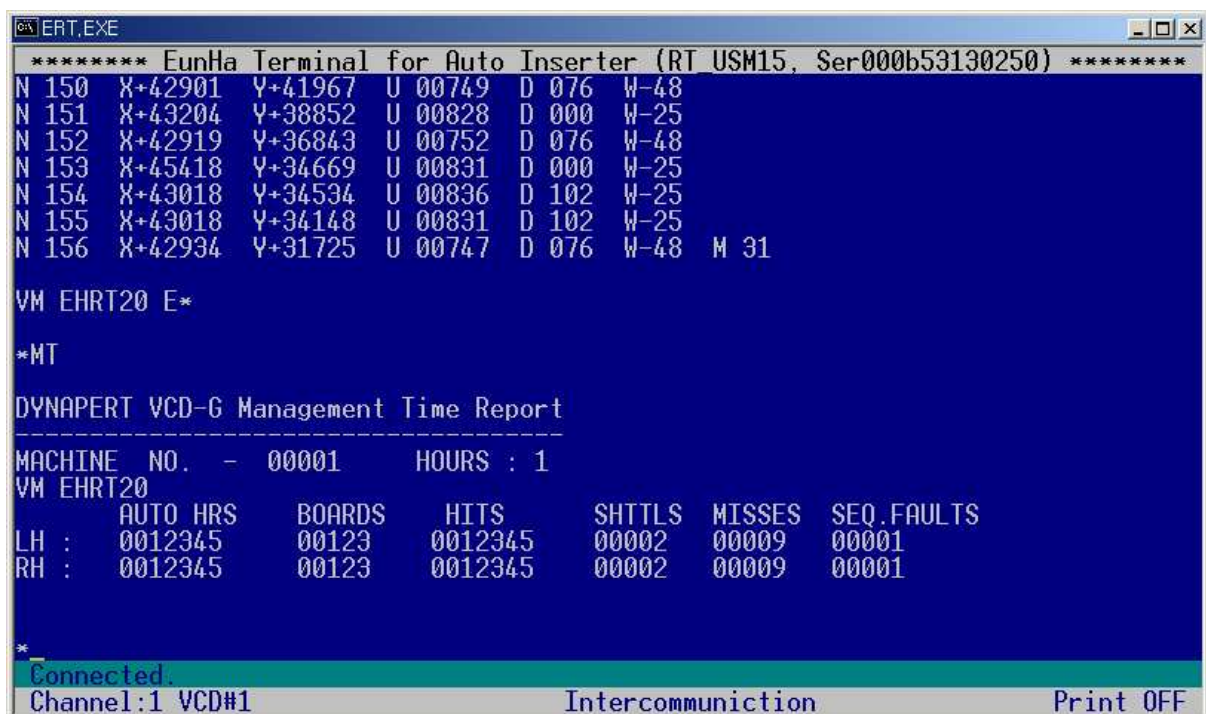 ERT,EXE
******** EunHa Terminal for Auto Inserter (RT_USM15, Ser000b53130250) ********
N 150 X+42901 Y+41967 U 00749 D 076 W-48
N 151 X+43204 Y+38852 U 00828 D 000 W-25
N 152 X+42919 Y+36843 U 00752 D 076 W-48
N 153 X+45418 Y+34669 U 00831 D 000 W-25
N 154 X+43018 Y+34534 U 00836 D 102 W-25
N 155 X+43018 Y+34148 U 00831 D 102 W-25
N 156 X+42934 Y+31725 U 00747 D 076 W-48 M 31
VM EHRT20 E*
*MT
DYNAPERT VCD-G Management Time Report
--------------------------------------
MACHINE NO. - 00001 HOURS : 1
VM EHRT20
AUTO HRS BOARDS HITS SHTTLS MISSES SEQ.FAULTS
LH : 0012345 00123 0012345 00002 00009 00001
RH : 0012345 00123 0012345 00002 00009 00001
*_
Connected.
Channel:1 VCD#1 Intercommuniction Print OFF